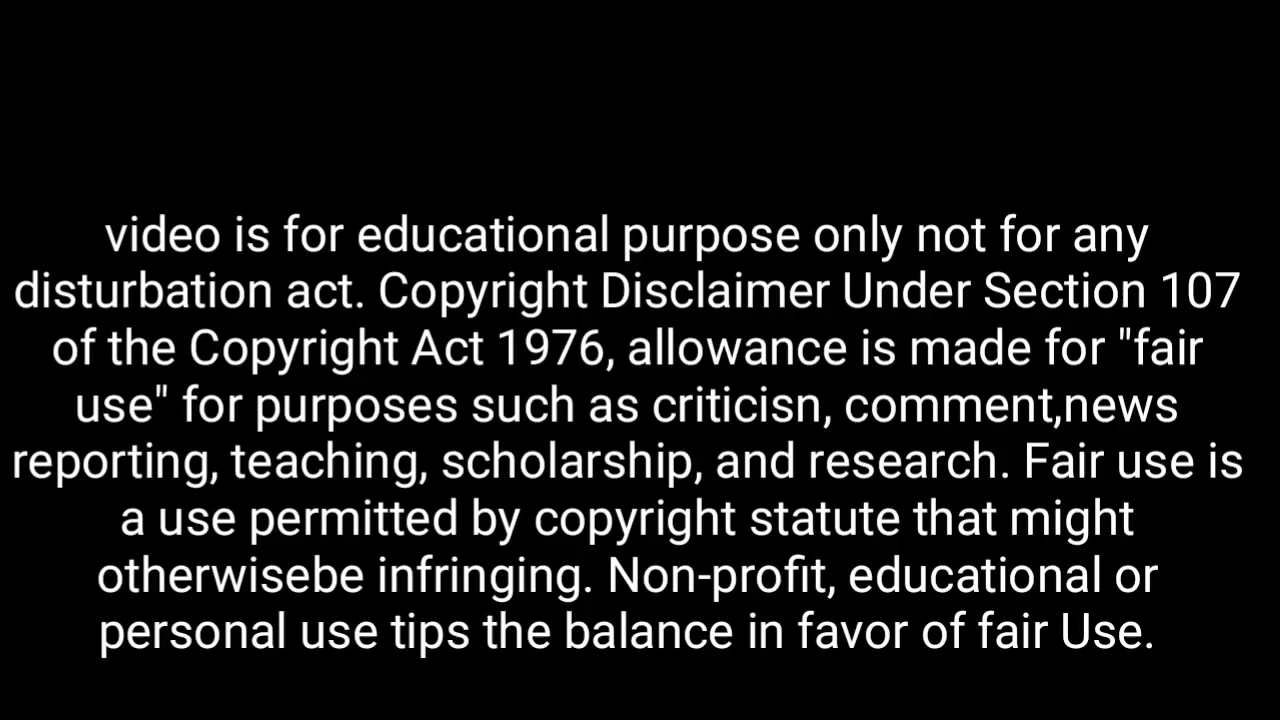 video is for educational purpose only not for any
disturbation act. Copyright Disclaimer Under Section 107
of the Copyright Act 1976, allowance is made for "fair
use" for purposes such as criticisn, comment,news
reporting, teaching, scholarship, and research. Fair use is
a use permitted by copyright statute that might
otherwisebe infringing. Non-profit, educational or
personal use tips the balance in favor of fair Use.